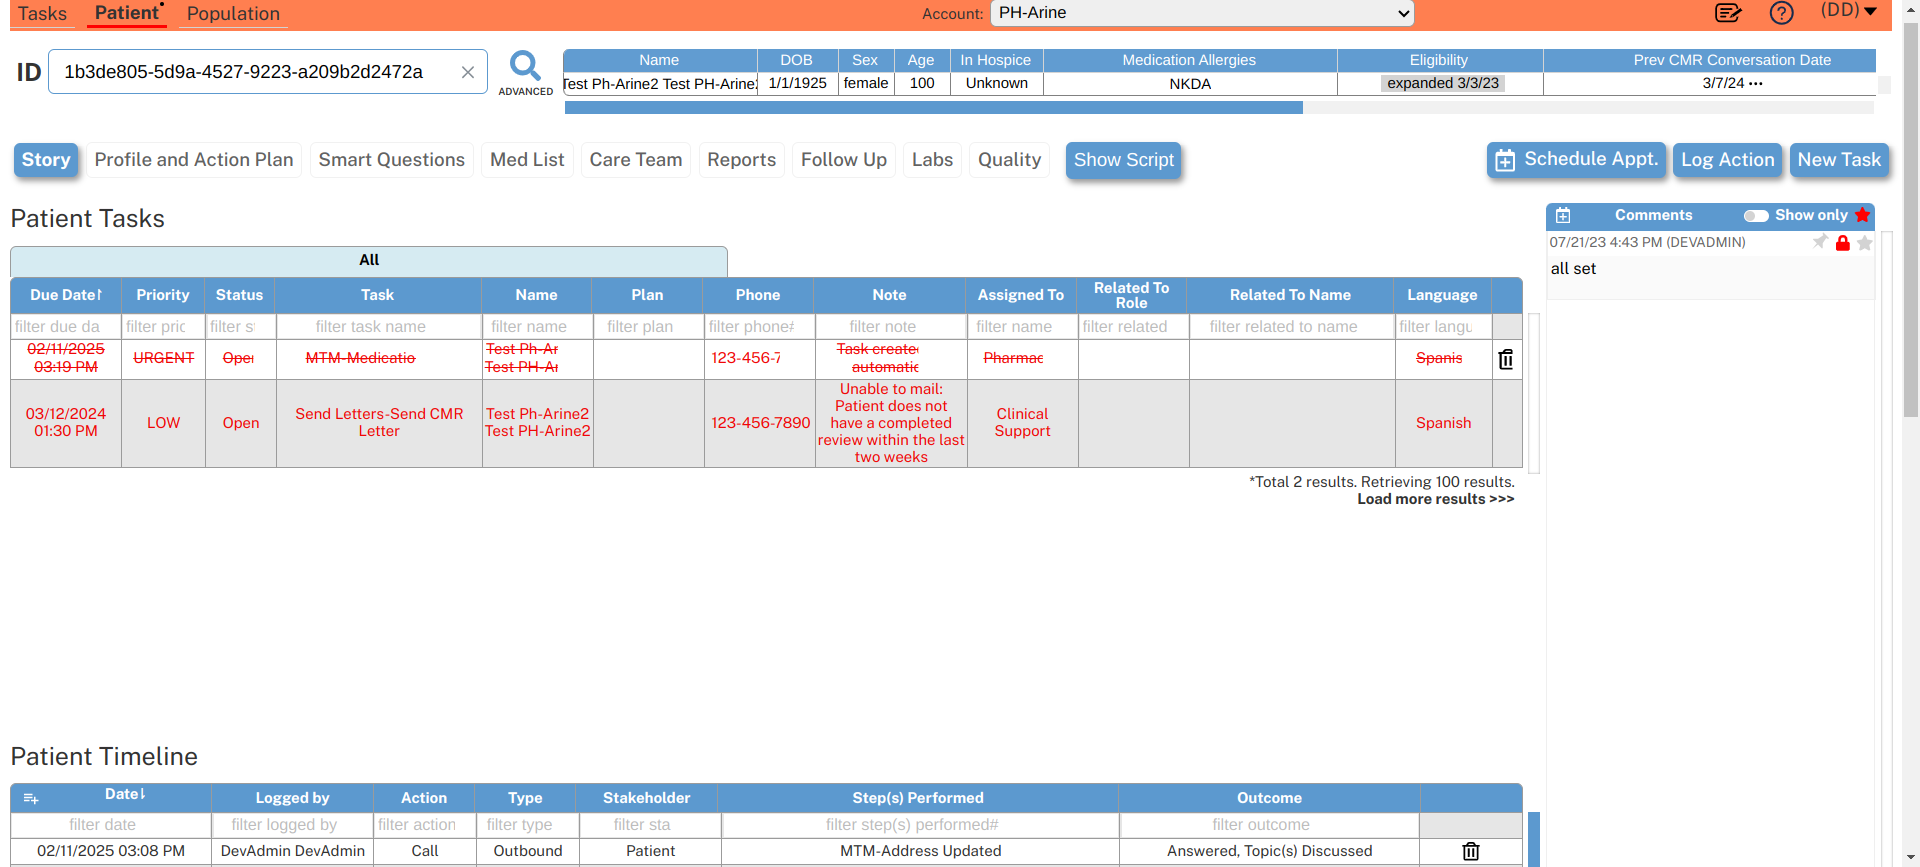 Tasks Patient Population Account: PH-Arine (DD)
ID 1b3de805-5d9a-4527-9223-a209b2d2472a ADVANCED
Name DOB Sex Age In Hospice Medication Allergies Eligibility Prev CMR Conversation Date
Test Ph-Arine2 Test PH-Arine2 1/1/1925 female 100 Unknown NKDA expanded 3/3/23 3/7/24 •••
Story Profile and Action Plan Smart Questions Med List Care Team Reports Follow Up Labs Quality Show Script Schedule Appt. Log Action New Task
Patient Tasks
All
Due Date↑ Priority Status Task Name Plan Phone Note Assigned To Related To Role Related To Name Language
filter due da filter pric filter s filter task name filter name filter plan filter phone# filter note filter name filter related filter related to name filter langu
02/11/2025 03:19 PM URGENT Ope MTM-Medicatio Test Ph-Ar Test PH-A 123-456-7 Task create automatic Pharmac Spanis
03/12/2024 01:30 PM LOW Open Send Letters-Send CMR Letter Test Ph-Arine2 Test PH-Arine2 123-456-7890 Unable to mail: Patient does not have a completed review within the last two weeks Clinical Support Spanish
*Total 2 results. Retrieving 100 results.
Load more results >>>
Comments Show only
07/21/23 4:43 PM (DEVADMIN)
all set
Patient Timeline
Date↓ Logged by Action Type Stakeholder Step(s) Performed Outcome
filter date filter logged by filter action filter type filter sta filter step(s) performed# filter outcome
02/11/2025 03:08 PM DevAdmin DevAdmin Call Outbound Patient MTM-Address Updated Answered, Topic(s) Discussed